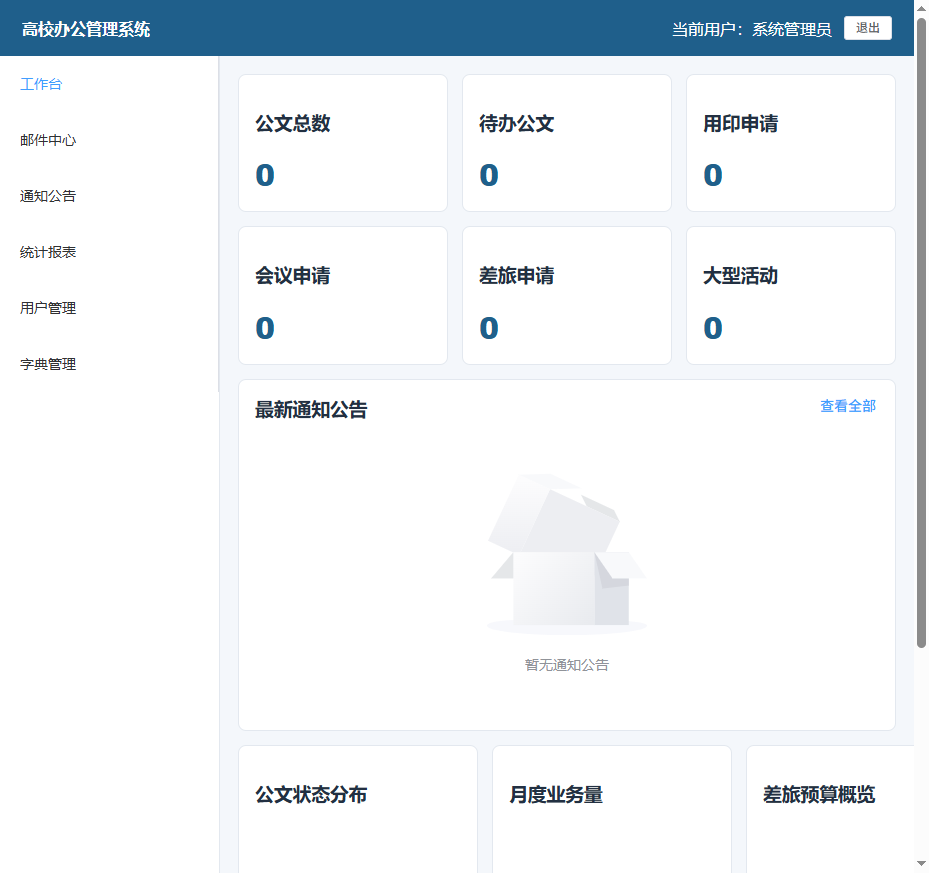 高校办公管理系统
当前用户：系统管理员 退出
工作台
邮件中心
通知公告
统计报表
用户管理
字典管理
公文总数 待办公文 用印申请
0 0 0
会议申请 差旅申请 大型活动
0 0 0
最新通知公告 查看全部
暂无通知公告
公文状态分布 月度业务量 差旅预算概览